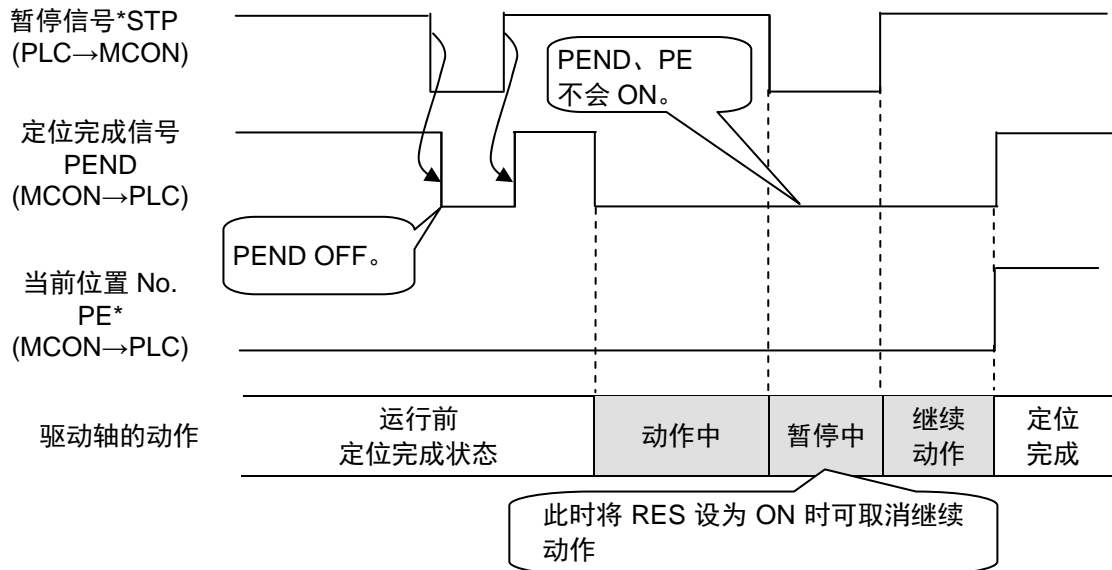 暂停信号*STP
(PLC→MCON)
PEND、PE
不会 ON。
定位完成信号
PEND
(MCON→PLC)
PEND OFF。
当前位置 No.
PE*
(MCON→PLC)
驱动轴的动作
运行前
定位完成状态
动作中
暂停中
继续
动作
定位
完成
此时将 RES 设为 ON 时可取消继续
动作